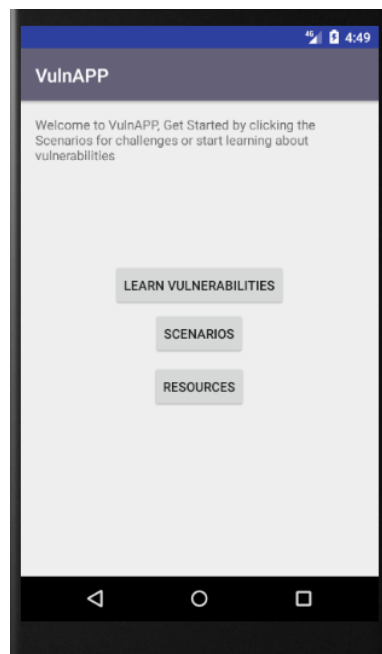 4:49
VulnAPP
Welcome to VulnAPP, Get Started by clicking the
Scenarios for challenges or start learning about
vulnerabilities
LEARN VULNERABILITIES
SCENARIOS
RESOURCES